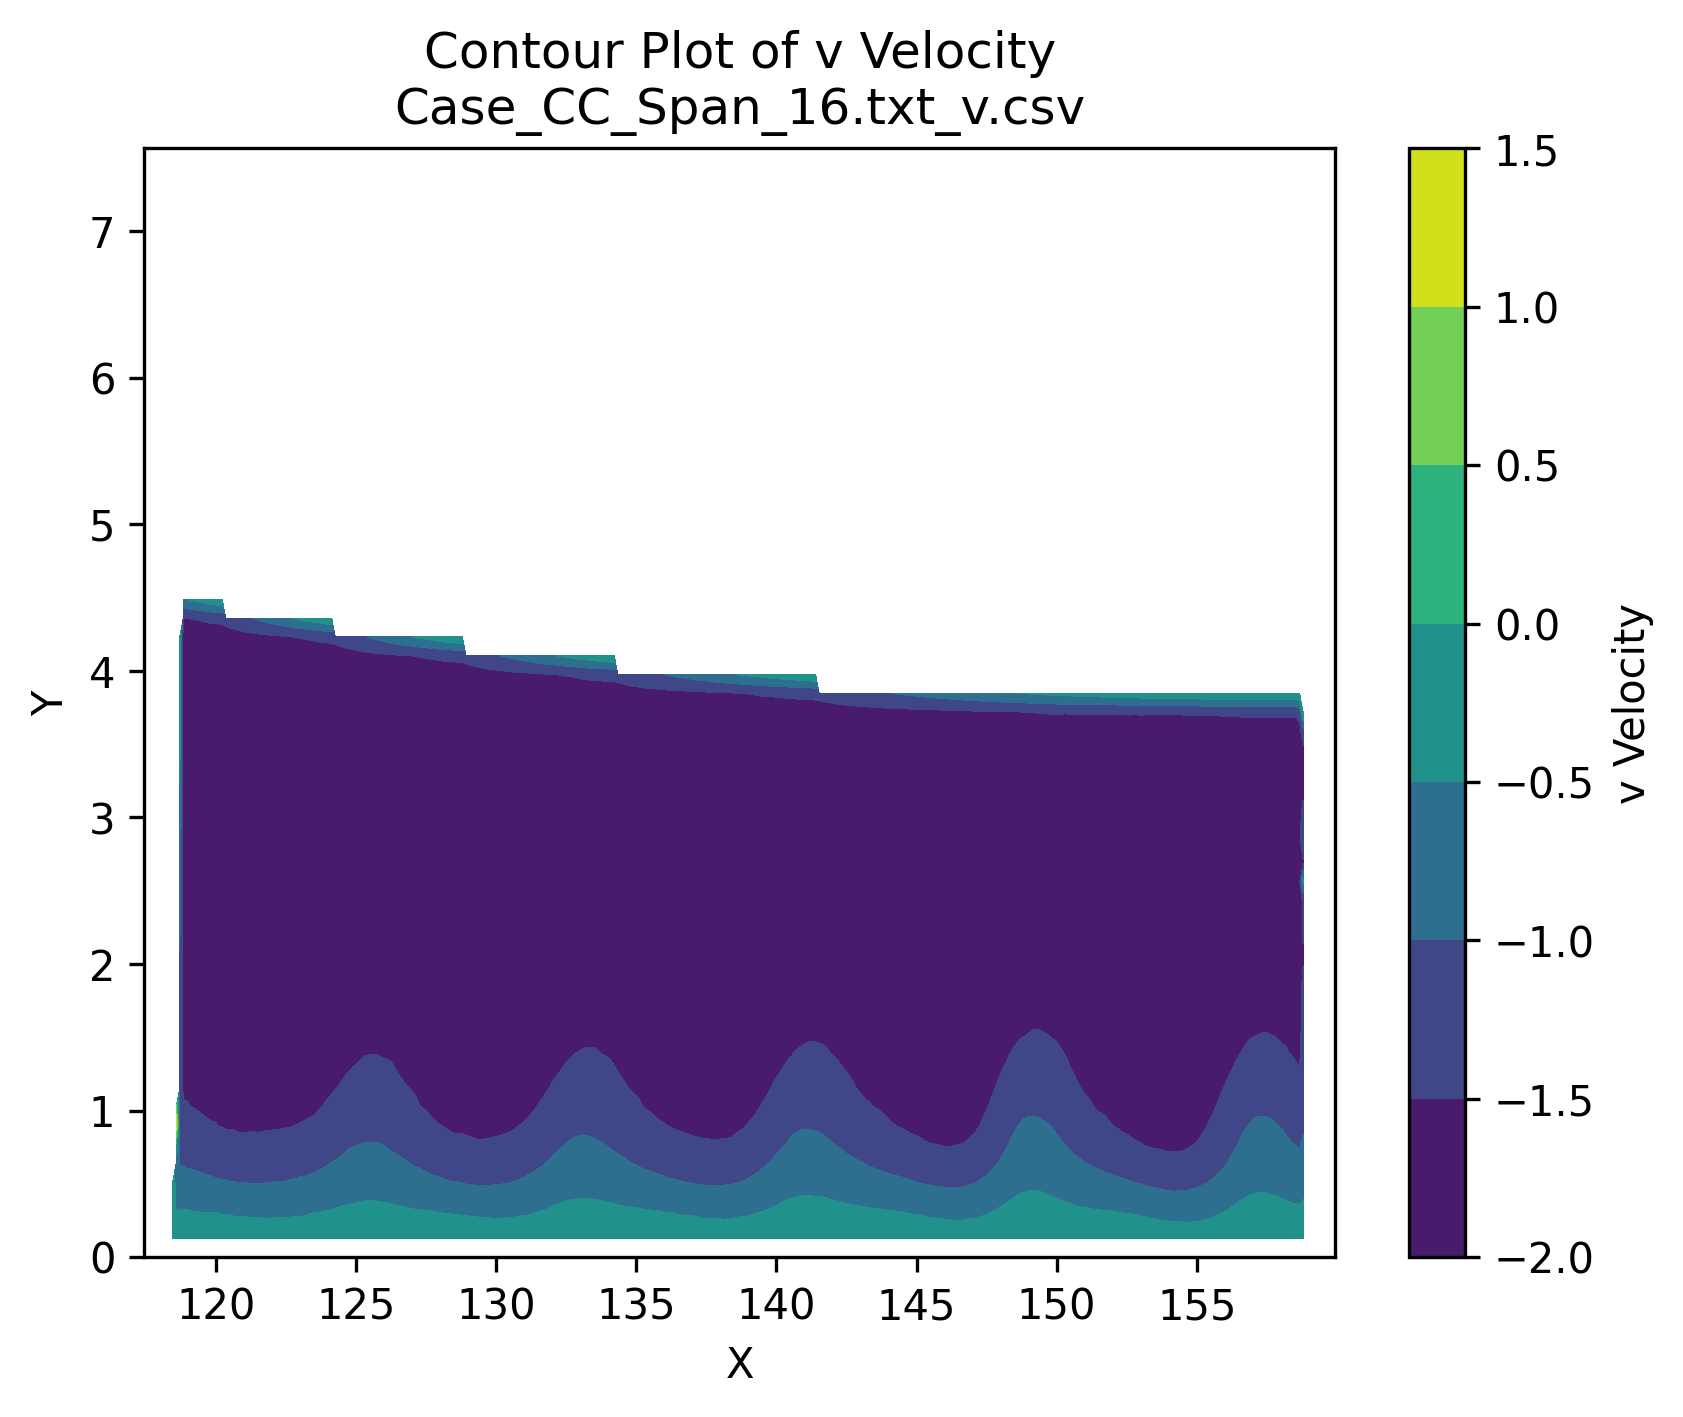 Contour Plot of v Velocity
Case_CC_Span_16.txt_v.csv
7
6
5
4
3
2
1
0
Y
120 125 130 135 140 145 150 155
X
1.5
1.0
0.5
0.0
−0.5
−1.0
−1.5
−2.0
v Velocity